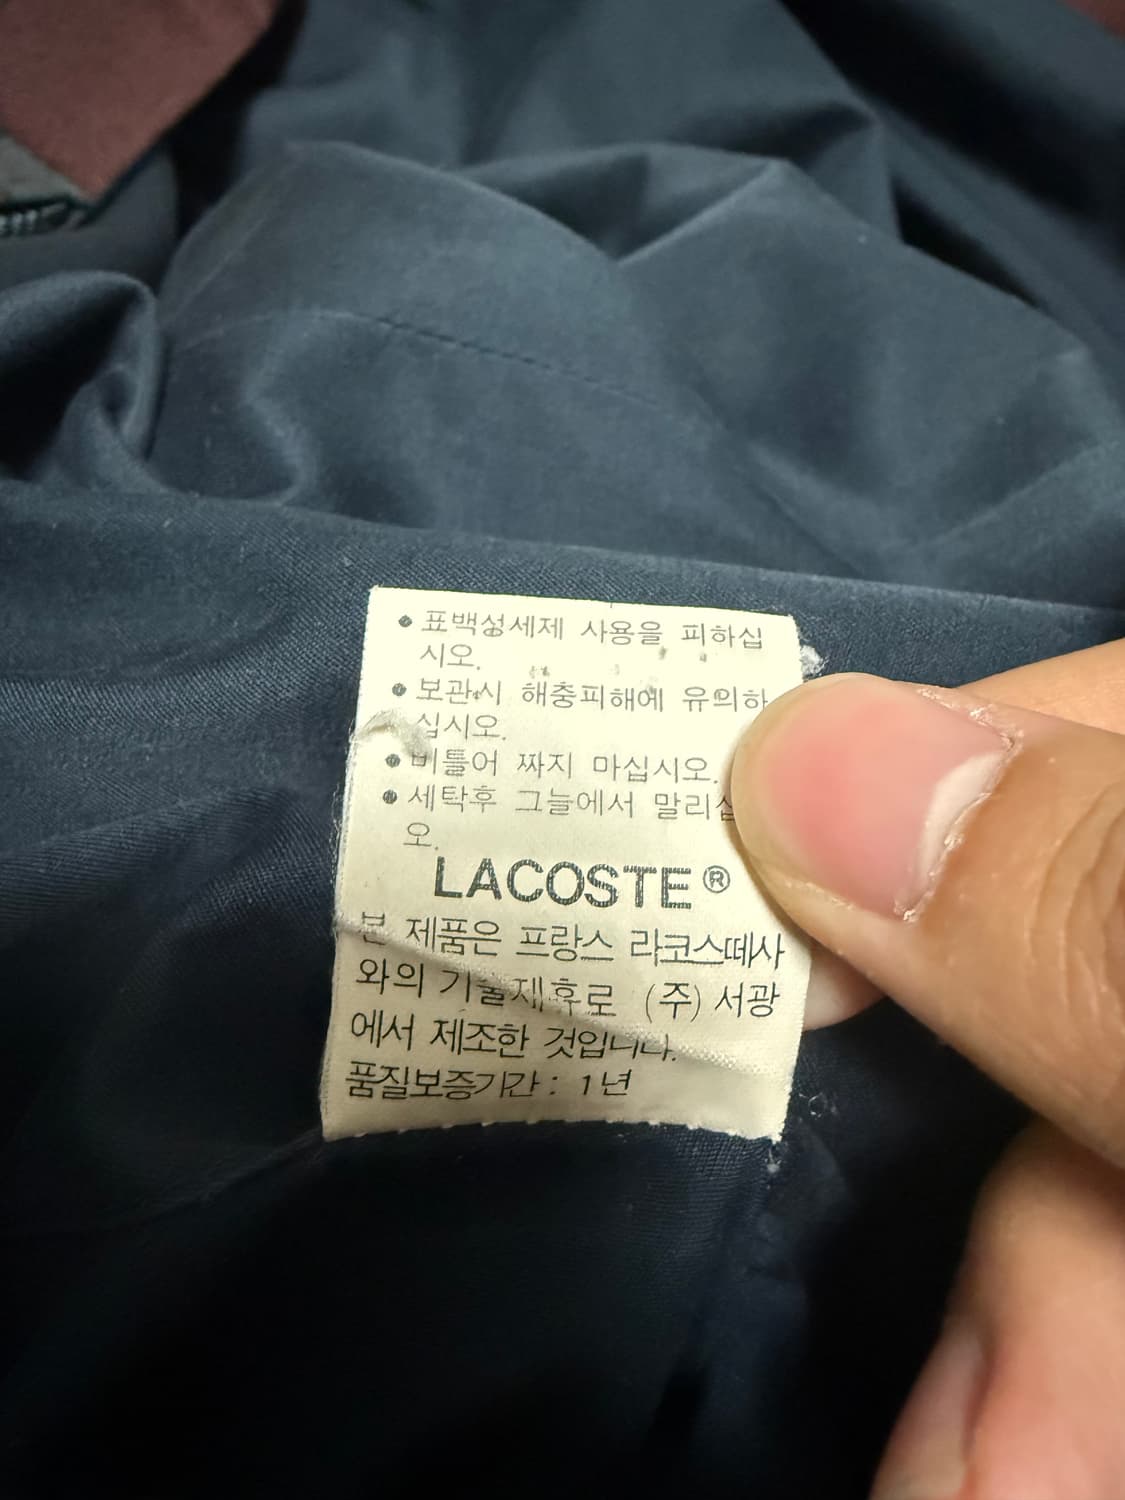 • 표백성세제 사용을 피하십
시오.
• 보관시 해충피해에 유의하
십시오.
• 비틀어 짜지 마십시오.
• 세탁후 그늘에서 말리십
오.
LACOSTE®
본 제품은 프랑스 라코스떼사
와의 기술제휴로 (주) 서광
에서 제조한 것입니다.
품질보증기간 : 1년